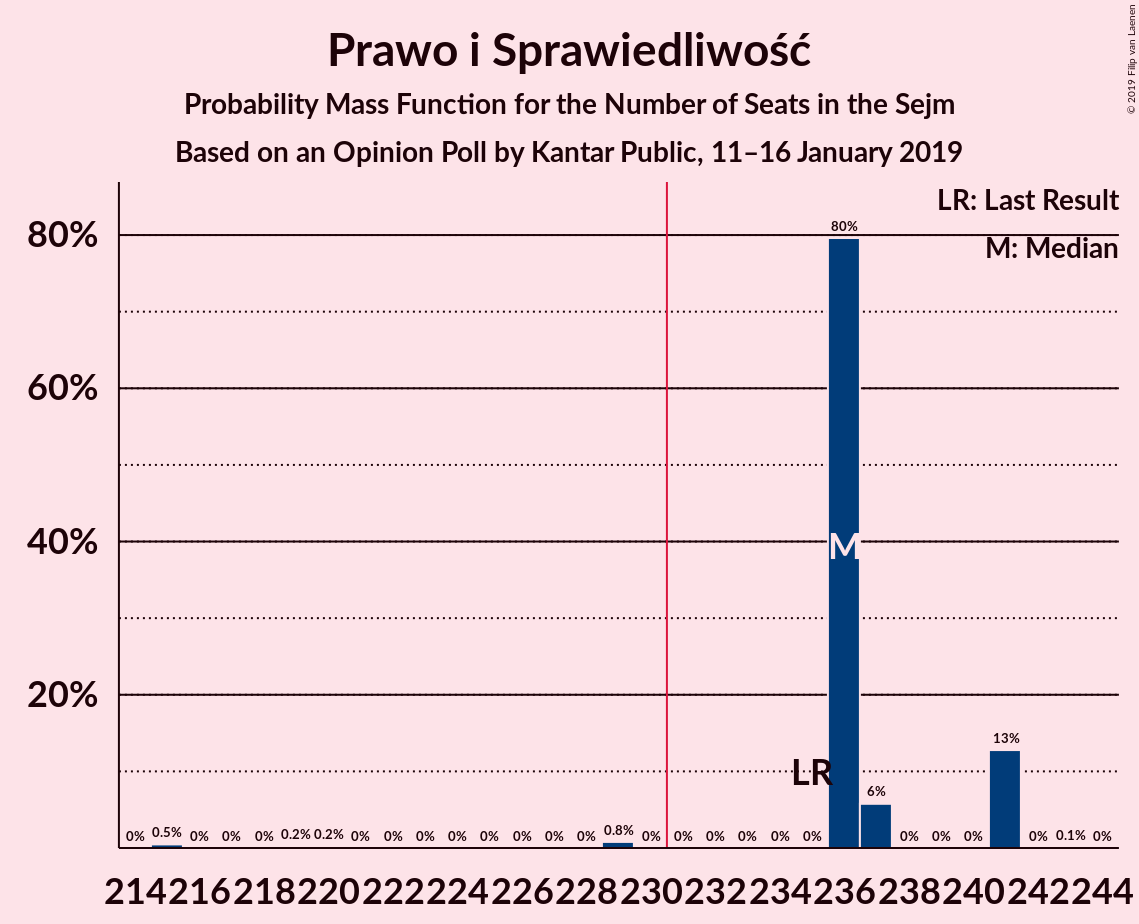 Prawo i Sprawiedliwość
Probability Mass Function for the Number of Seats in the Sejm
Based on an Opinion Poll by Kantar Public, 11–16 January 2019
© 2019 Filip van Laenen
LR: Last Result
M: Median
80%
60%
40%
20%
0% 0.5% 0% 0% 0% 0.2% 0.2% 0% 0% 0% 0% 0% 0% 0% 0% 0.8% 0% 0% 0% 0% 0% 0% 80% 6% 0% 0% 0% 13% 0% 0.1% 0%
M
LR
214 216 218 220 222 224 226 228 230 232 234 236 238 240 242 244